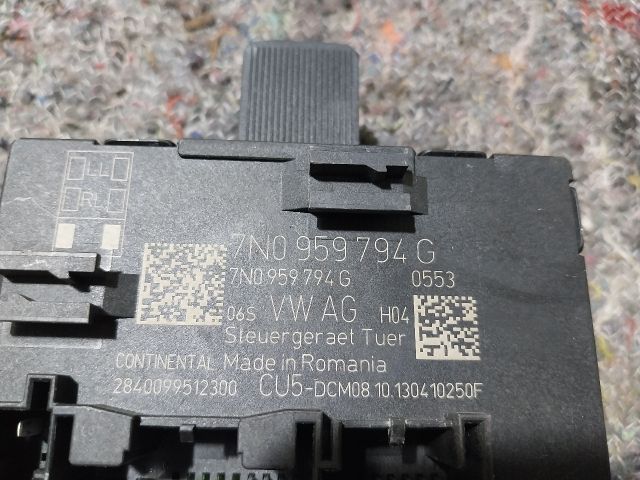 F
R
7N0 959 794 G
7N0 959 794 G 0553
06S VW AG H04
Steuergeraet Tuer
CONTINENTAL Made in Romania
2840099512300 CU5-DCM08.10.130410250F